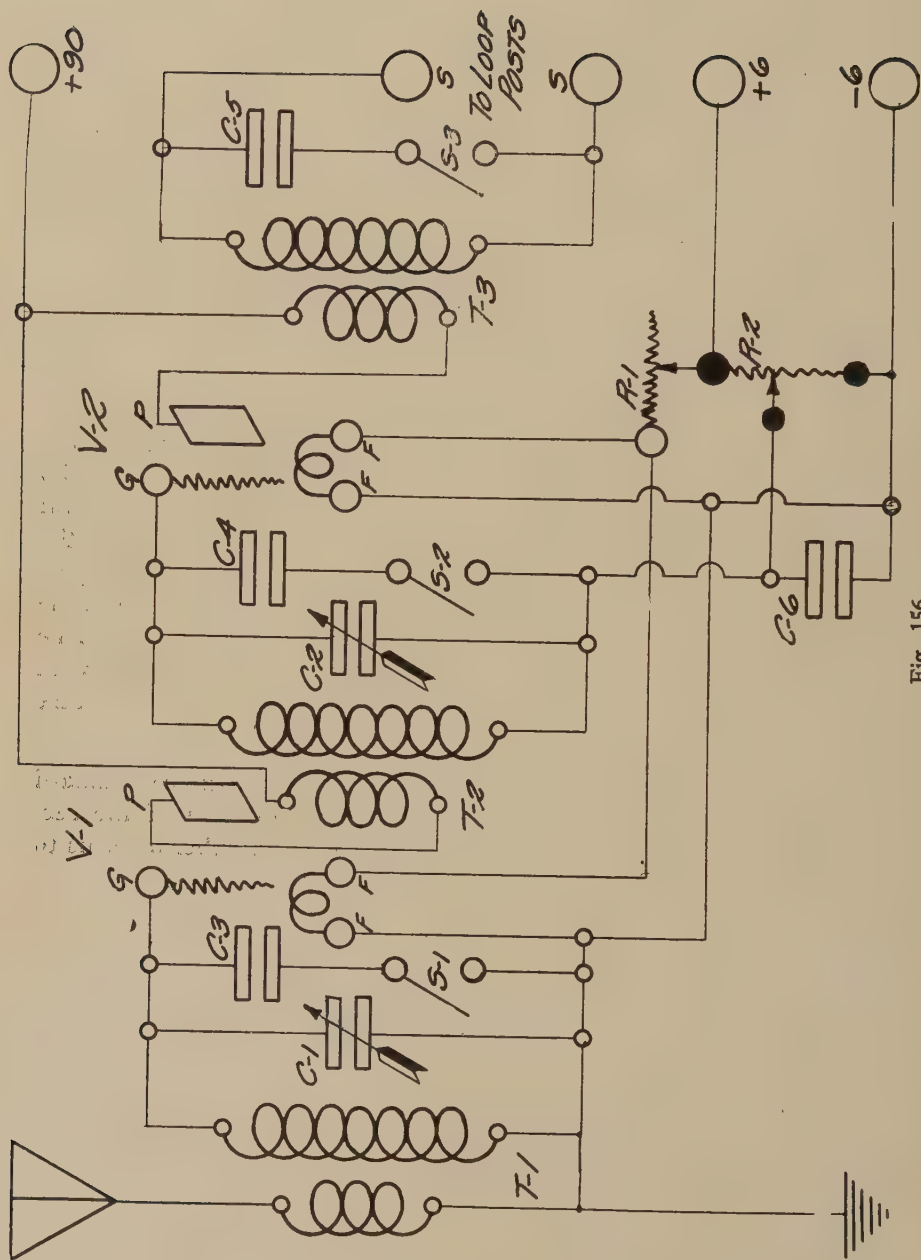 +90
S
TO LOOP
POSTS
S
+6
-6
C-5
S-3
T-3
V-2
P
G
F
F
R-1
R-2
C-4
S-2
C-2
C-6
V-1
P
T-2
G
F
F
C-3
S-1
C-1
T-1
Fig. 156